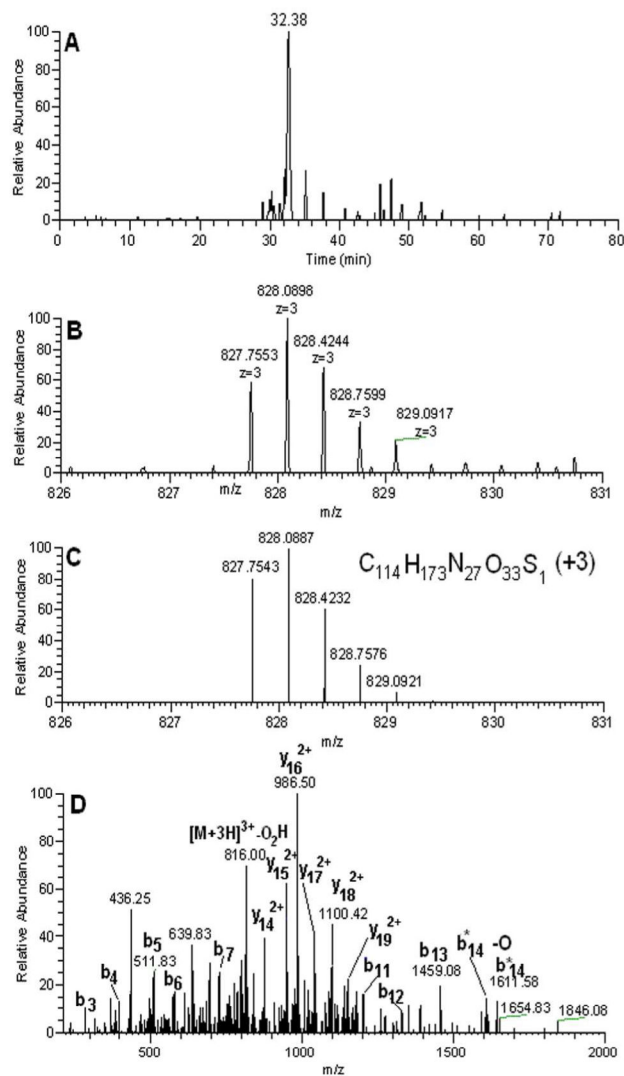 A
32.38
100
80
60
40
20
0
Relative Abundance
0 10 20 30 40 50 60 70 80
Time (min)
B
828.0898
z=3
827.7553
z=3
828.4244
z=3
828.7599
z=3
829.0917
z=3
100
80
60
40
20
0
Relative Abundance
826 827 828 829 830 831
m/z
m/z
C
828.0887
C114H173N27O33S1 (+3)
827.7543
828.4232
828.7576
829.0921
100
80
60
40
20
0
Relative Abundance
826 827 828 829 830 831
m/z
D
y16 2+
986.50
[M+3H]3+-O2H
816.00
y15 2+
y17 2+
y18 2+
1100.42
y14 2+
y19 2+
436.25
b5
511.83
639.83
b7
b4
b6
b3
b11
b12
b13
1459.08
b*14 -O
b*14
1611.58
1654.83
1846.08
100
80
60
40
20
0
Relative Abundance
500 1000 1500 2000
m/z